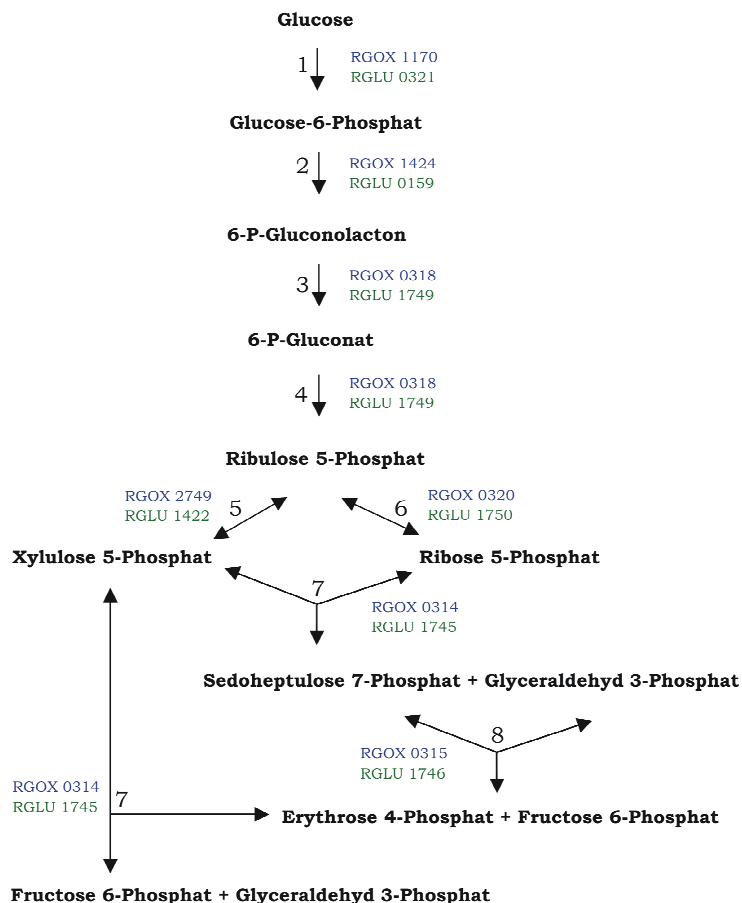 Glucose
1
RGOX 1170
RGLU 0321
Glucose-6-Phosphat
2
RGOX 1424
RGLU 0159
6-P-Gluconolacton
3
RGOX 0318
RGLU 1749
6-P-Gluconat
4
RGOX 0318
RGLU 1749
Ribulose 5-Phosphat
RGOX 2749
RGLU 1422
5
6
RGOX 0320
RGLU 1750
Xylulose 5-Phosphat
Ribose 5-Phosphat
7
RGOX 0314
RGLU 1745
Sedoheptulose 7-Phosphat + Glyceraldehyd 3-Phosphat
8
RGOX 0315
RGLU 1746
RGOX 0314
RGLU 1745
7
Erythrose 4-Phosphat + Fructose 6-Phosphat
Fructose 6-Phosphat + Glyceraldehyd 3-Phosphat